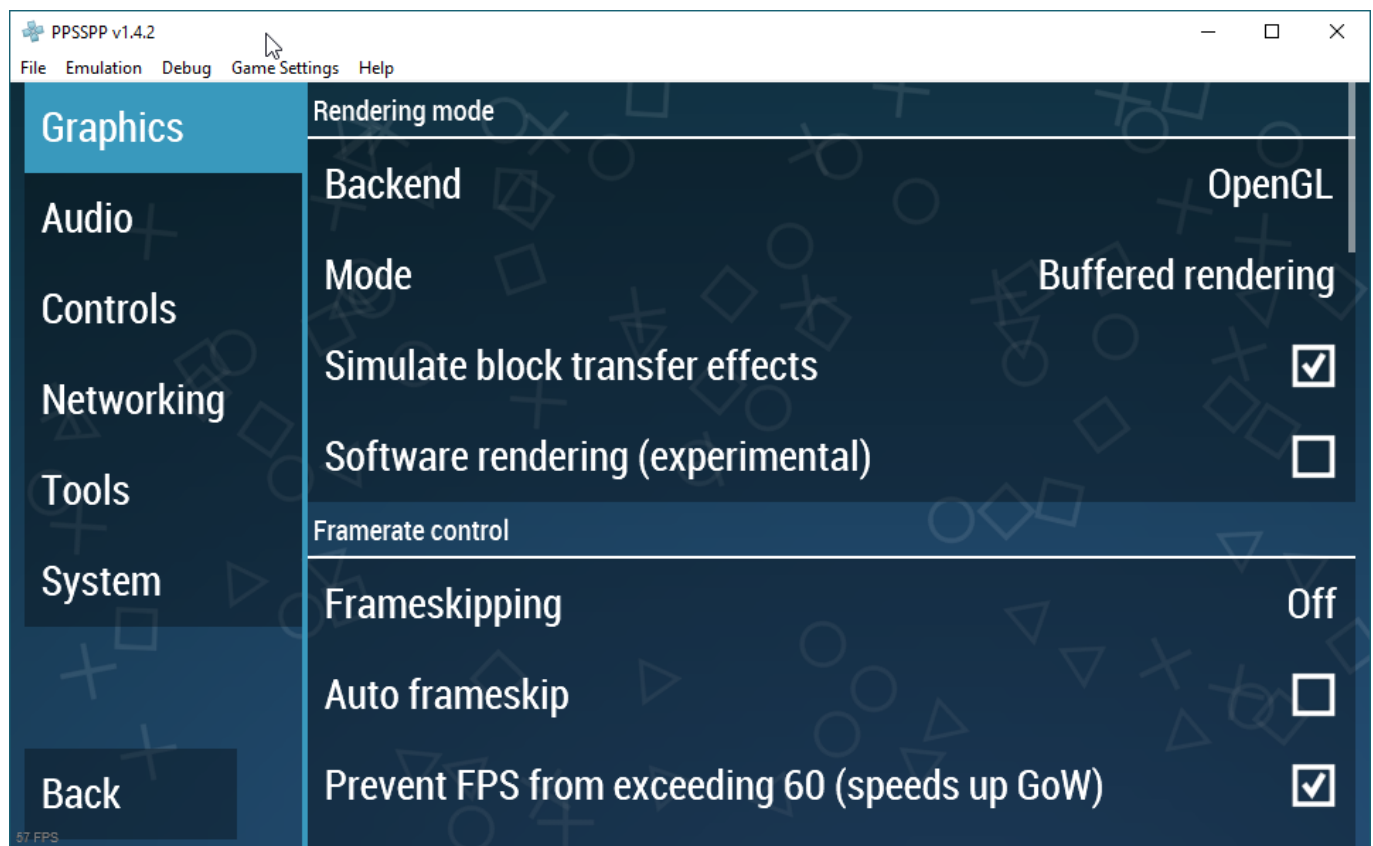 PPSSPP v1.4.2
File Emulation Debug Game Settings Help
Graphics
Audio
Controls
Networking
Tools
System
Back
57 FPS
Rendering mode
Backend OpenGL
Mode Buffered rendering
Simulate block transfer effects
Software rendering (experimental)
Framerate control
Frameskipping Off
Auto frameskip
Prevent FPS from exceeding 60 (speeds up GoW)